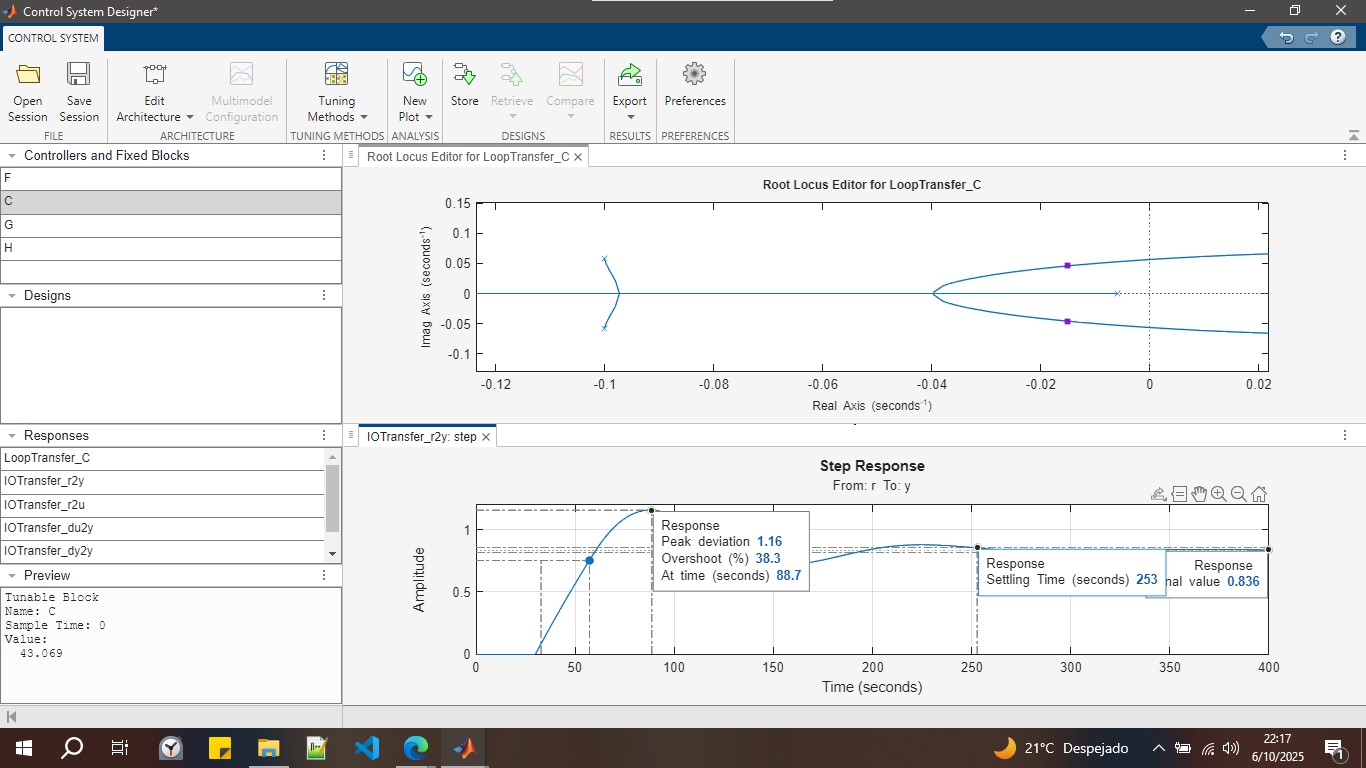 Control System Designer*
CONTROL SYSTEM
?
Open Session
Save Session
Edit Architecture
Multimodel Configuration
Tuning Methods
New Plot
Store
Retrieve
Compare
Export
Preferences
FILE
ARCHITECTURE
TUNING METHODS
ANALYSIS
DESIGNS
RESULTS
PREFERENCES
Controllers and Fixed Blocks
F
C
G
H
Designs
Responses
LoopTransfer_C
IOTransfer_r2y
IOTransfer_r2u
IOTransfer_du2y
IOTransfer_dy2y
Preview
Tunable Block
Name: C
Sample Time: 0
Value:
43.069
Root Locus Editor for LoopTransfer_C
Root Locus Editor for LoopTransfer_C
Imag Axis (seconds⁻¹)
0.15
0.1
0.05
0
-0.05
-0.1
-0.12
-0.1
-0.08
-0.06
-0.04
-0.02
0
0.02
Real Axis (seconds⁻¹)
IOTransfer_r2y: step
Step Response
From: r To: y
Amplitude
1
0.5
0
Response
Peak deviation 1.16
Overshoot (%) 38.3
At time (seconds) 88.7
Response
Settling Time (seconds) 253
Response
nal value 0.836
0
50
100
150
200
250
300
350
400
Time (seconds)
21°C Despejado
22:17
6/10/2025
1